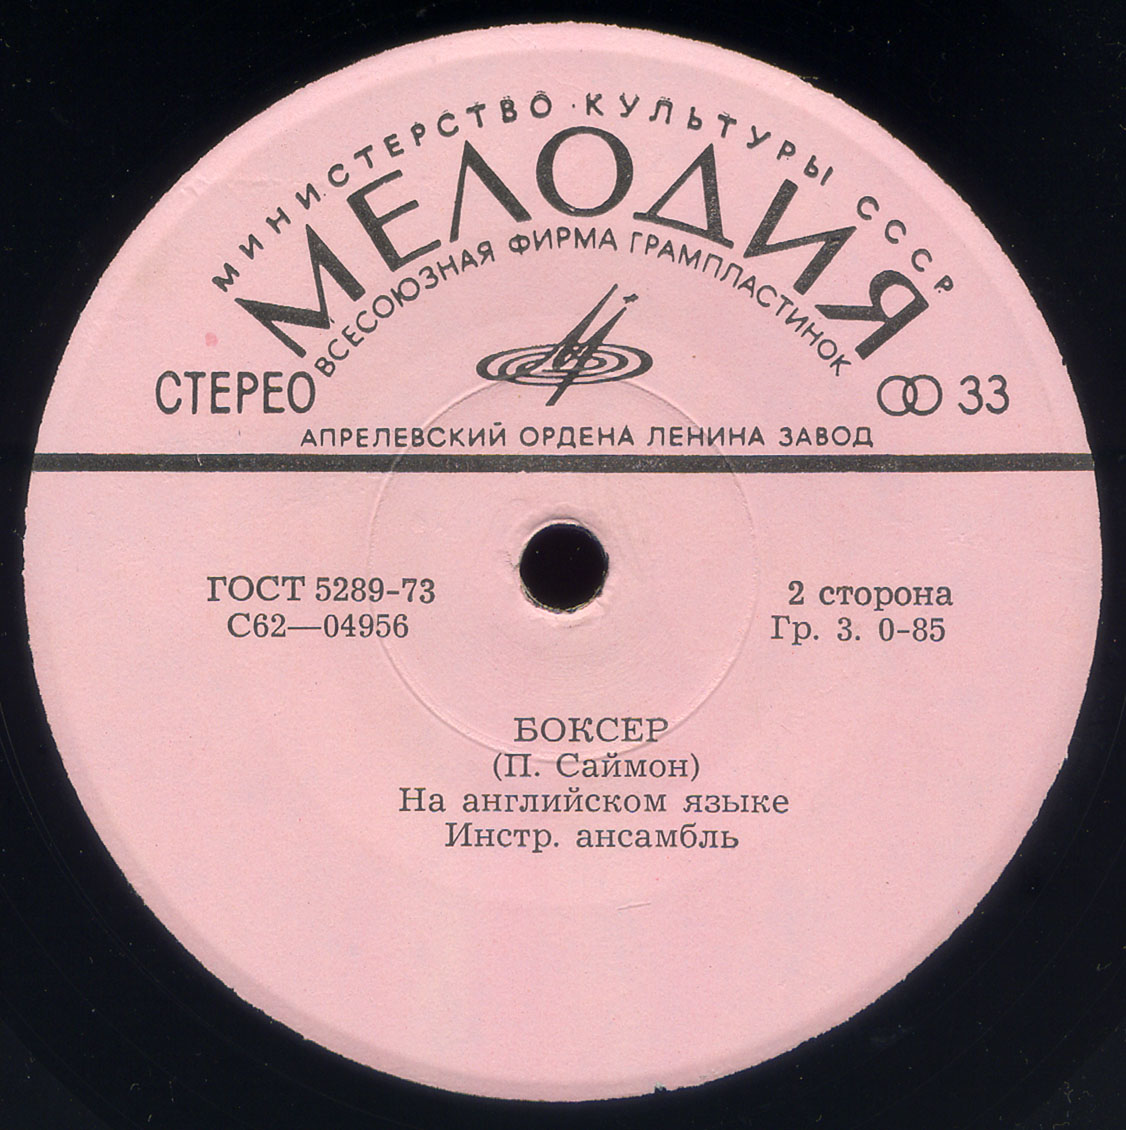 МИНИСТЕРСТВО·КУЛЬТУРЫ СССР
МЕЛОДИЯ
ВСЕСОЮЗНАЯ ФИРМА ГРАМПЛАСТИНОК
СТЕРЕО
33
АПРЕЛЕВСКИЙ ОРДЕНА ЛЕНИНА ЗАВОД
ГОСТ 5289-73
С62—04956
2 сторона
Гр. 3. 0-85
БОКСЕР
(П. Саймон)
На английском языке
Инстр. ансамбль